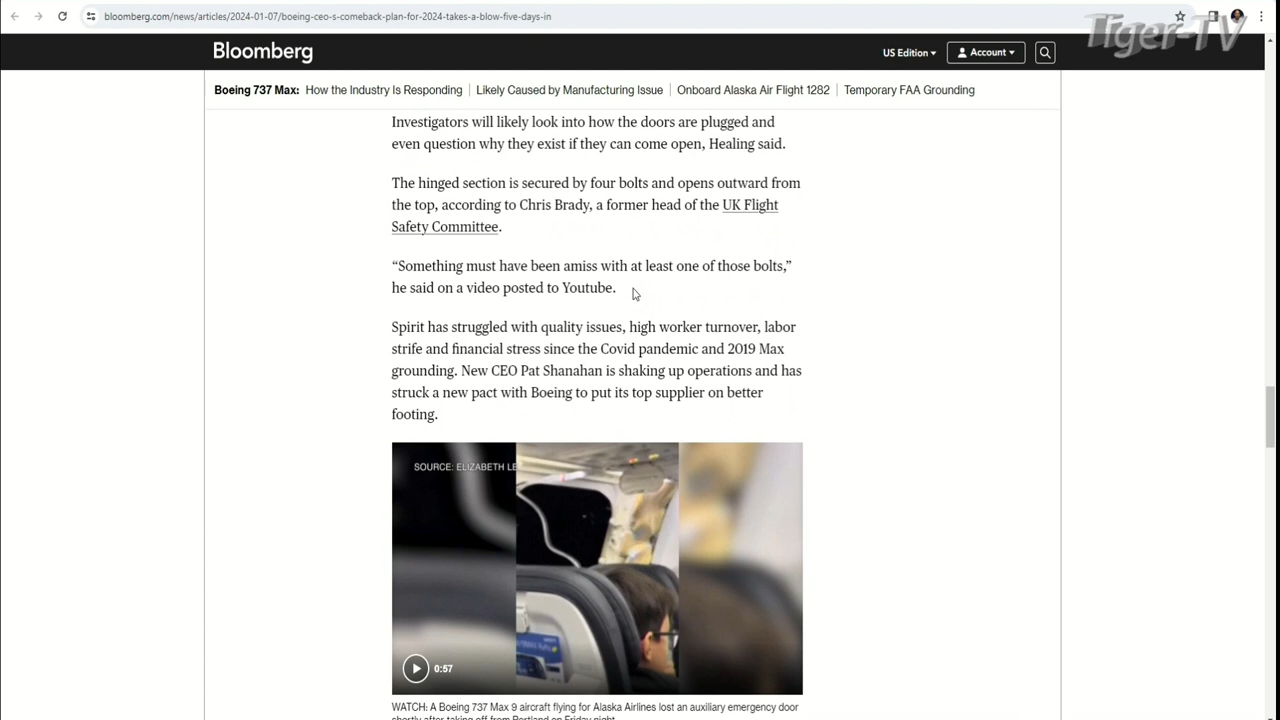 bloomberg.com/news/articles/2024-01-07/boeing-ceo-s-comeback-plan-for-2024-takes-a-blow-five-days-in
Tiger-TV
Bloomberg
US Edition
Account
Boeing 737 Max: How the Industry Is Responding Likely Caused by Manufacturing Issue Onboard Alaska Air Flight 1282 Temporary FAA Grounding
Investigators will likely look into how the doors are plugged and
even question why they exist if they can come open, Healing said.
The hinged section is secured by four bolts and opens outward from
the top, according to Chris Brady, a former head of the UK Flight
Safety Committee.
“Something must have been amiss with at least one of those bolts,”
he said on a video posted to Youtube.
Spirit has struggled with quality issues, high worker turnover, labor
strife and financial stress since the Covid pandemic and 2019 Max
grounding. New CEO Pat Shanahan is shaking up operations and has
struck a new pact with Boeing to put its top supplier on better
footing.
SOURCE: ELIZABETH LE
0:57
WATCH: A Boeing 737 Max 9 aircraft flying for Alaska Airlines lost an auxiliary emergency door
shortly after taking off from Portland on Friday night